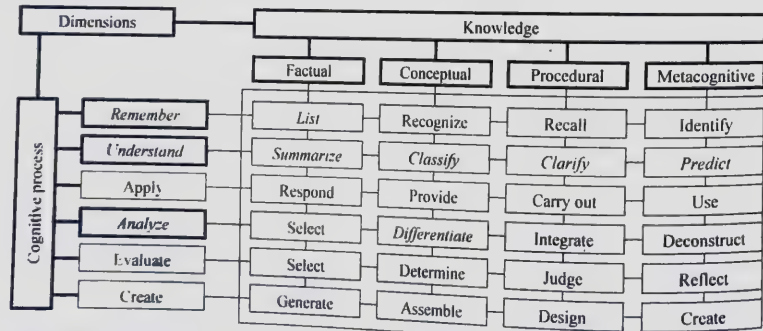 Dimensions
Knowledge
Factual Conceptual Procedural Metacognitive
Cognitive process
Remember List Recognize Recall Identify
Understand Summarize Classify Clarify Predict
Apply Respond Provide Carry out Use
Analyze Select Differentiate Integrate Deconstruct
Evaluate Select Determine Judge Reflect
Create Generate Assemble Design Create